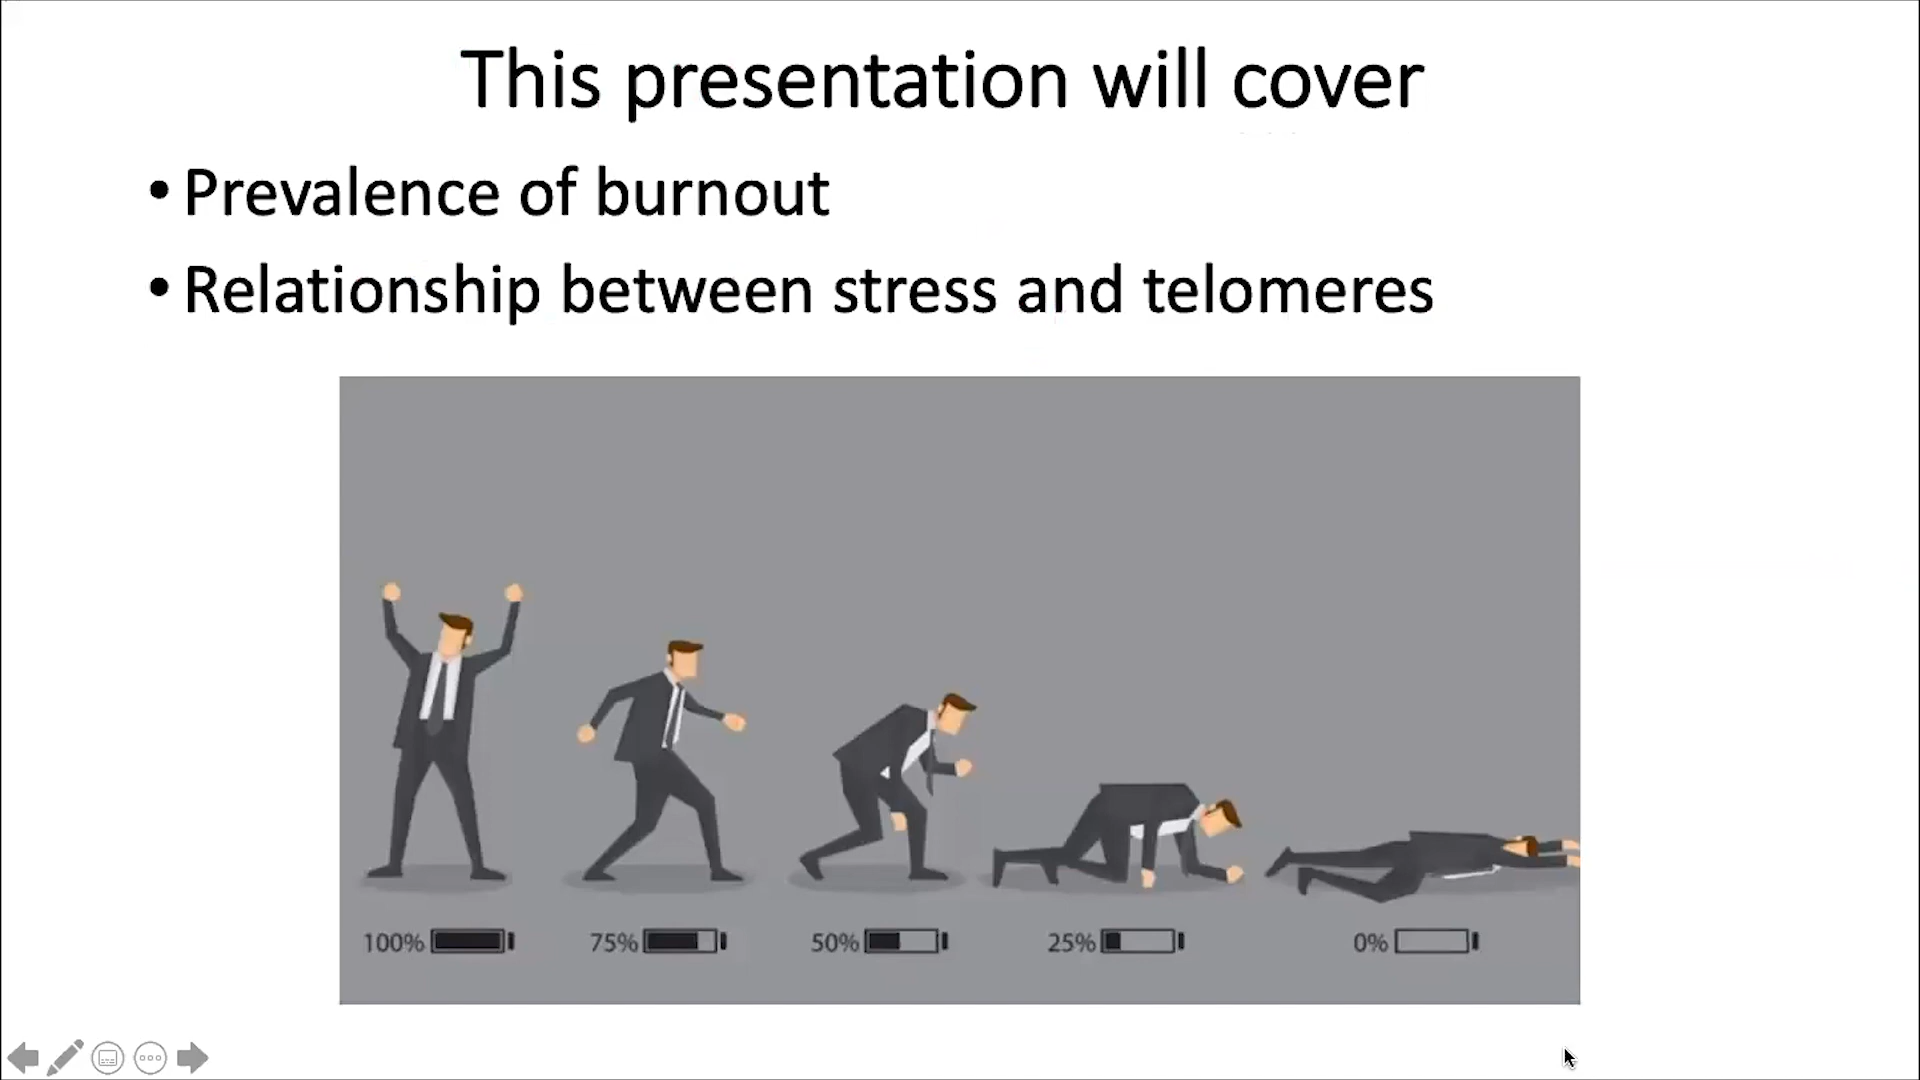 This presentation will cover
• Prevalence of burnout
• Relationship between stress and telomeres
100% 75% 50% 25% 0%